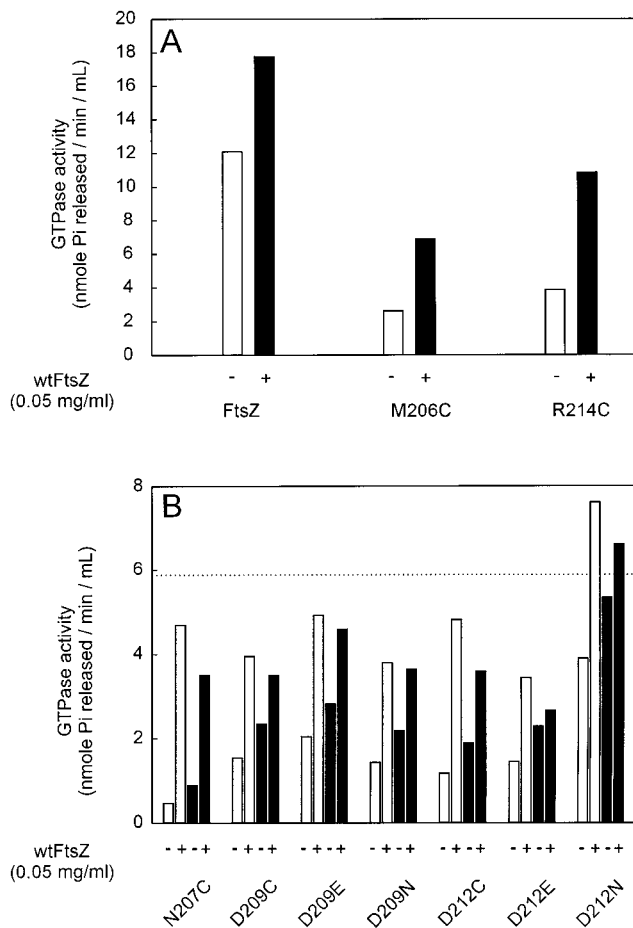 A
GTPase activity
(nmole Pi released / min / mL)
20
18
16
14
12
10
8
6
4
2
0
wtFtsZ
(0.05 mg/ml)
- + - + - +
FtsZ M206C R214C
B
GTPase activity
(nmole Pi released / min / mL)
8
6
4
2
0
wtFtsZ
(0.05 mg/ml)
- + - + - + - + - + - + - + - + - + - + - + - + - + - +
N207C D209C D209E D209N D212C D212E D212N